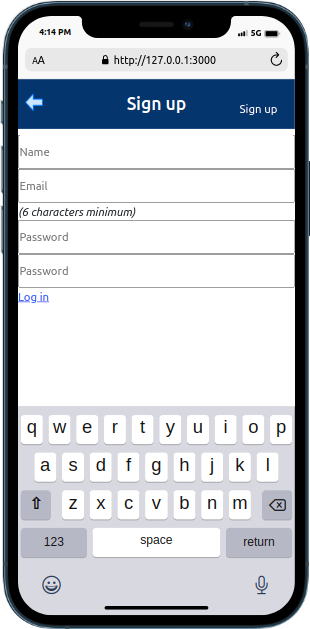 4:14 PM 5G
AA http://127.0.0.1:3000
Sign up Sign up
Name
Email
(6 characters minimum)
Password
Password
Log in
q w e r t y u i o p
a s d f g h j k l
z x c v b n m
123 space return